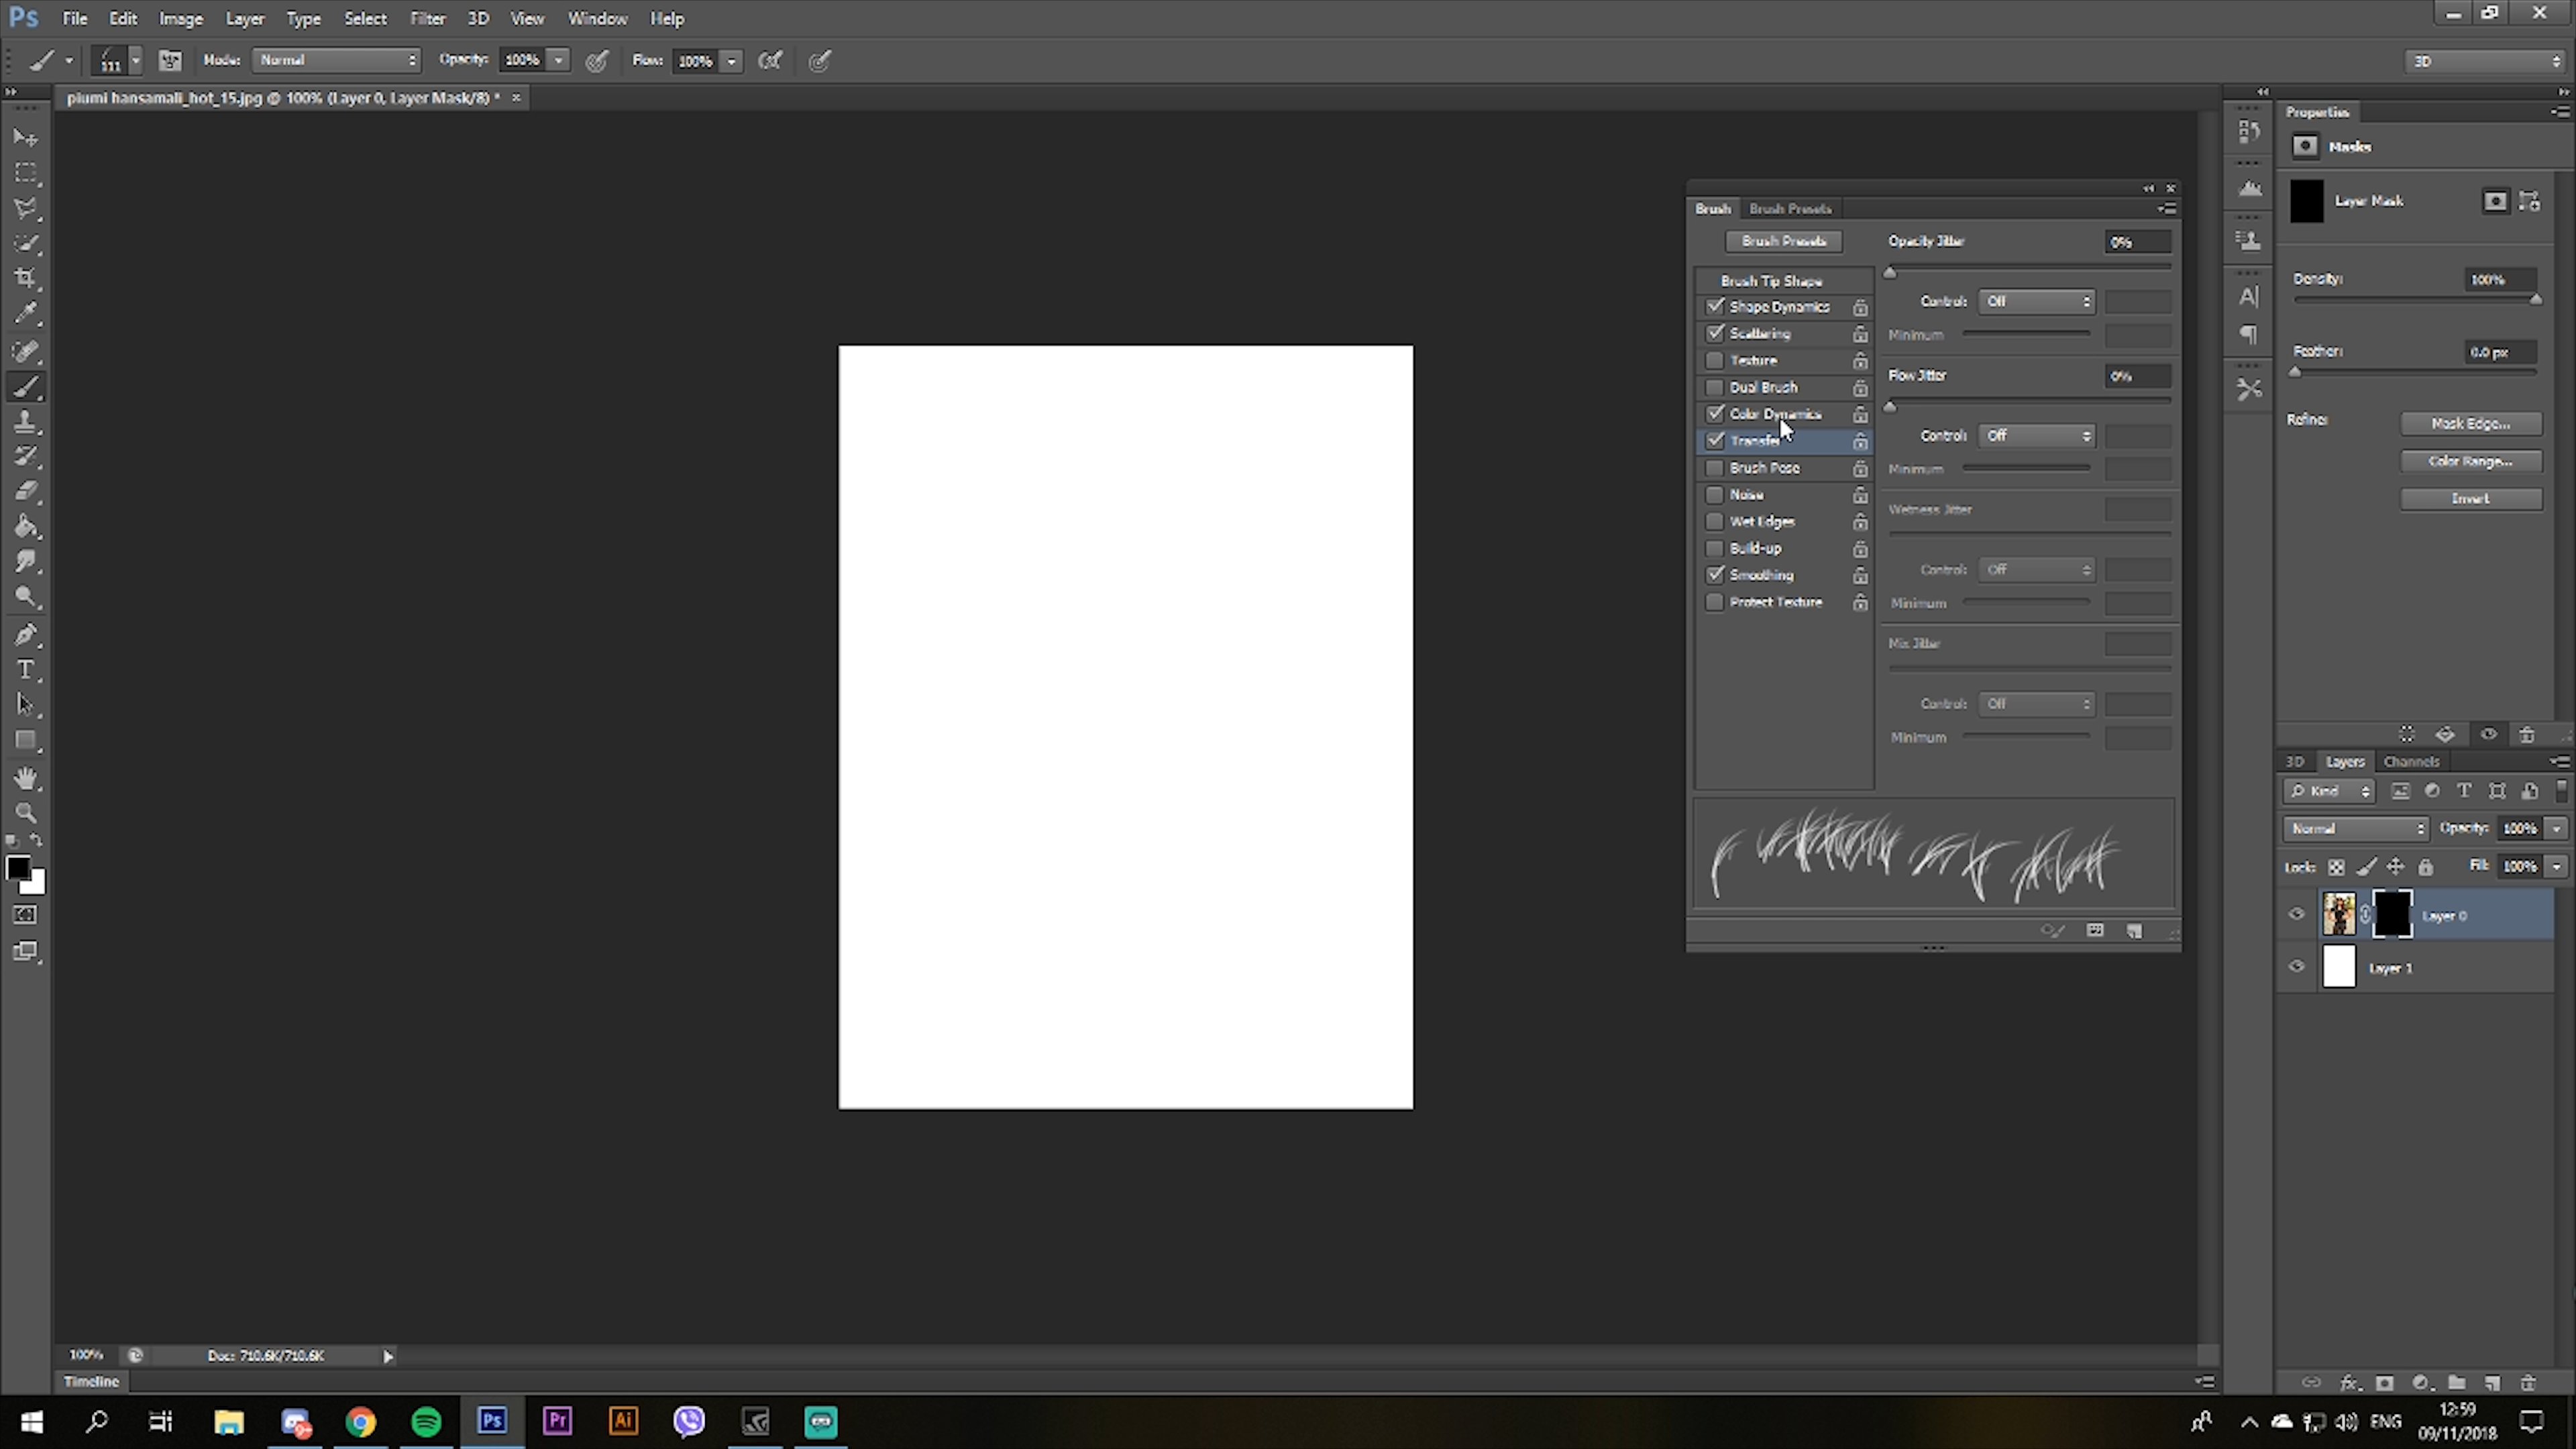 Ps File Edit Image Layer Type Select Filter 3D View Window Help
111 Mode: Normal Opacity: 100% Flow: 100% 3D
piumi hansamali_hot_15.jpg @ 100% (Layer 0, Layer Mask/8) * ×
Properties
Masks
Layer Mask
Density: 100%
Feather: 0.0 px
Refine: Mask Edge...
Color Range...
Invert
Brush Brush Presets
Brush Presets
Brush Tip Shape
Shape Dynamics
Scattering
Texture
Dual Brush
Color Dynamics
Transfer
Brush Pose
Noise
Wet Edges
Build-up
Smoothing
Protect Texture
Opacity Jitter 0%
Control: Off
Minimum
Flow Jitter 0%
Control: Off
Minimum
Wetness Jitter
Control: Off
Minimum
Mix Jitter
Control: Off
Minimum
3D Layers Channels
Kind
Normal Opacity: 100%
Lock: Fill: 100%
Layer 0
Layer 1
100% Doc: 710.6K/710.6K
Timeline
Ps Pr Ai
ENG
12:59
09/11/2018